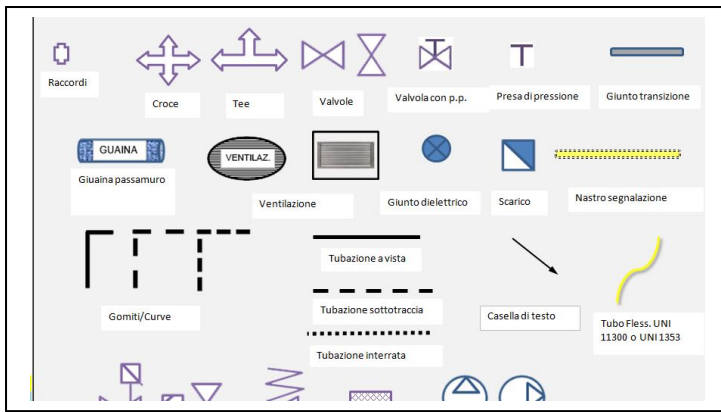 Raccordi
Croce
Tee
Valvole
Valvola con p.p.
Presa di pressione
Giunto transizione
GUAINA
VENTILAZ.
Giuaina passamuro
Ventilazione
Giunto dielettrico
Scarico
Nastro segnalazione
Tubazione a vista
Gomiti/Curve
Tubazione sottotraccia
Casella di testo
Tubo Fless. UNI
11300 o UNI 1353
Tubazione interrata